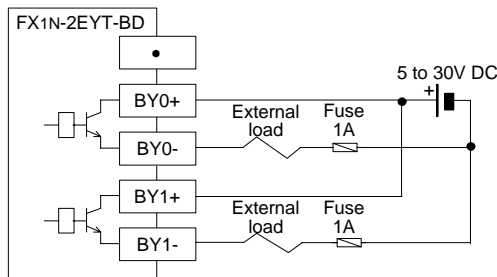 FX1N-2EYT-BD
•
5 to 30V DC
+
BY0+
External
load
Fuse
1A
BY0-
BY1+
External
load
Fuse
1A
BY1-